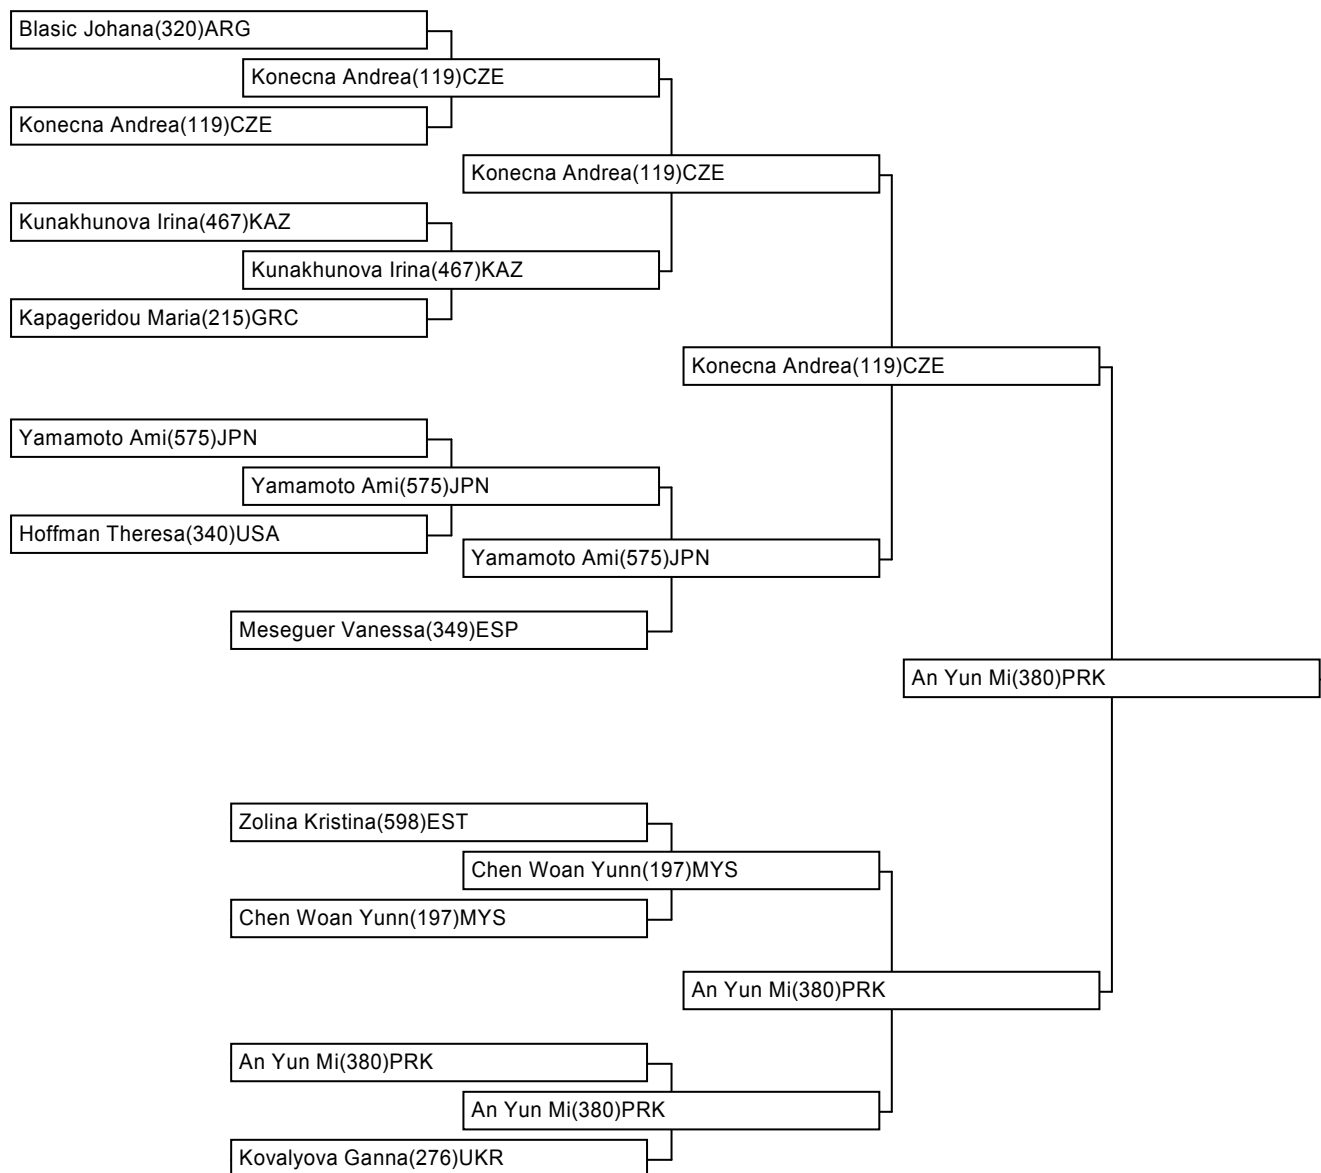 Blasic Johana(320)ARG
Konecna Andrea(119)CZE
Konecna Andrea(119)CZE
Konecna Andrea(119)CZE
Kunakhunova Irina(467)KAZ
Kunakhunova Irina(467)KAZ
Kapageridou Maria(215)GRC
Konecna Andrea(119)CZE
Yamamoto Ami(575)JPN
Yamamoto Ami(575)JPN
Hoffman Theresa(340)USA
Yamamoto Ami(575)JPN
Meseguer Vanessa(349)ESP
An Yun Mi(380)PRK
Zolina Kristina(598)EST
Chen Woan Yunn(197)MYS
Chen Woan Yunn(197)MYS
An Yun Mi(380)PRK
An Yun Mi(380)PRK
An Yun Mi(380)PRK
Kovalyova Ganna(276)UKR